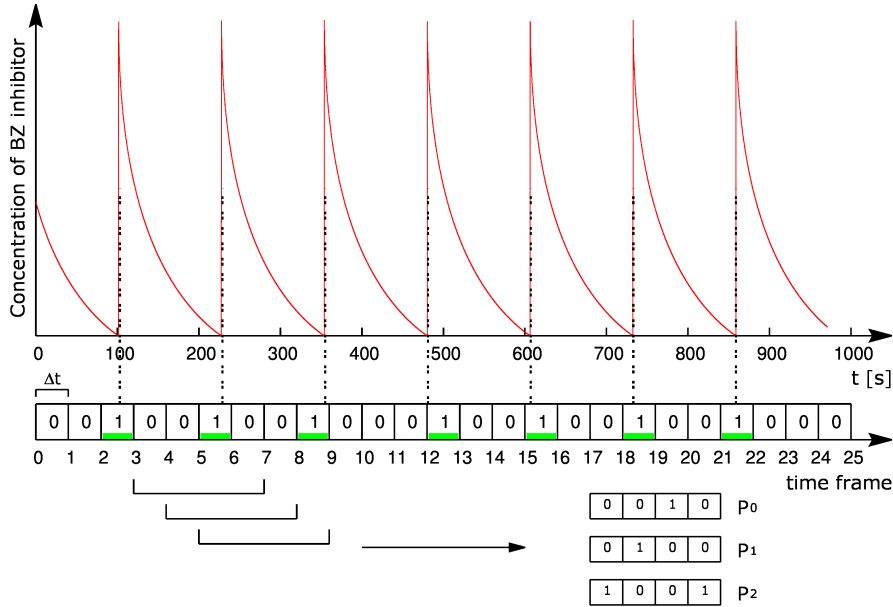 Concentration of BZ inhibitor
0 100 200 300 400 500 600 700 800 900 1000
t [s]
Δt
0 0 1 0 0 1 0 0 1 0 0 0 1 0 0 1 0 0 1 0 0 1 0 0 0
0 1 2 3 4 5 6 7 8 9 10 11 12 13 14 15 16 17 18 19 20 21 22 23 24 25
time frame
0 0 1 0 P0
0 1 0 0 P1
1 0 0 1 P2